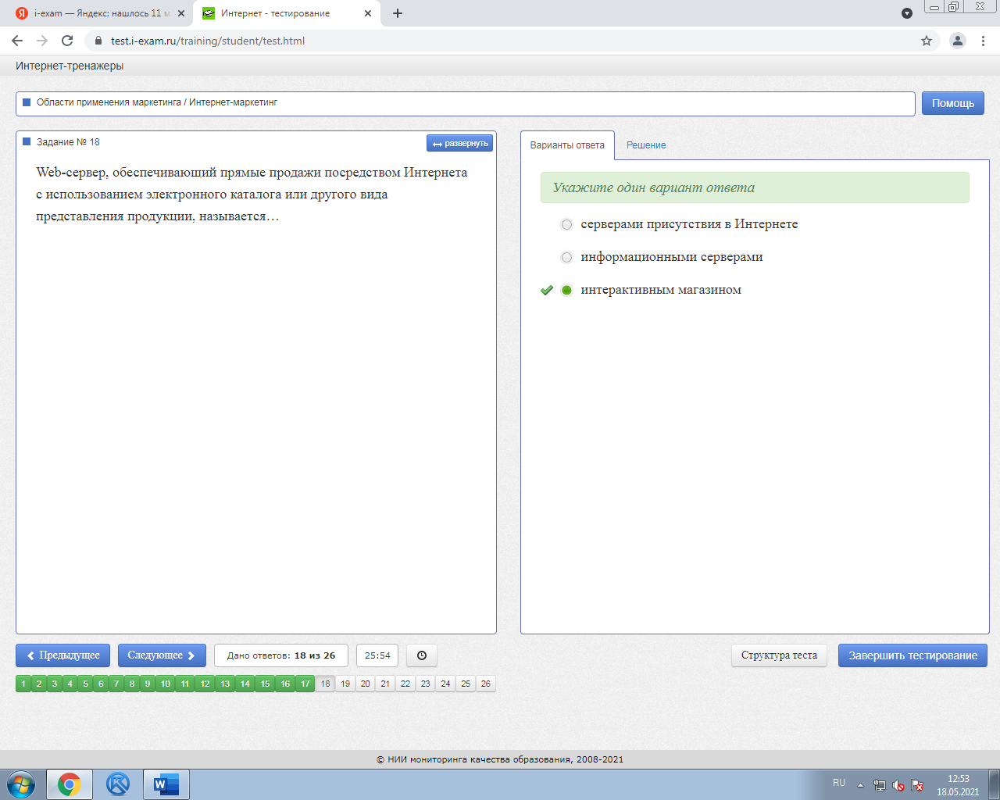 i-exam — Яндекс: нашлось 11 м
Интернет - тестирование
test.i-exam.ru/training/student/test.html
Интернет-тренажеры
Области применения маркетинга / Интернет-маркетинг
Помощь
Задание № 18
развернуть
Web-сервер, обеспечивающий прямые продажи посредством Интернета
с использованием электронного каталога или другого вида
представления продукции, называется…
Варианты ответа
Решение
Укажите один вариант ответа
серверами присутствия в Интернете
информационными серверами
интерактивным магазином
Предыдущее
Следующее
Дано ответов: 18 из 26
25:54
Структура теста
Завершить тестирование
1 2 3 4 5 6 7 8 9 10 11 12 13 14 15 16 17 18 19 20 21 22 23 24 25 26
© НИИ мониторинга качества образования, 2008-2021
RU
12:53
18.05.2021